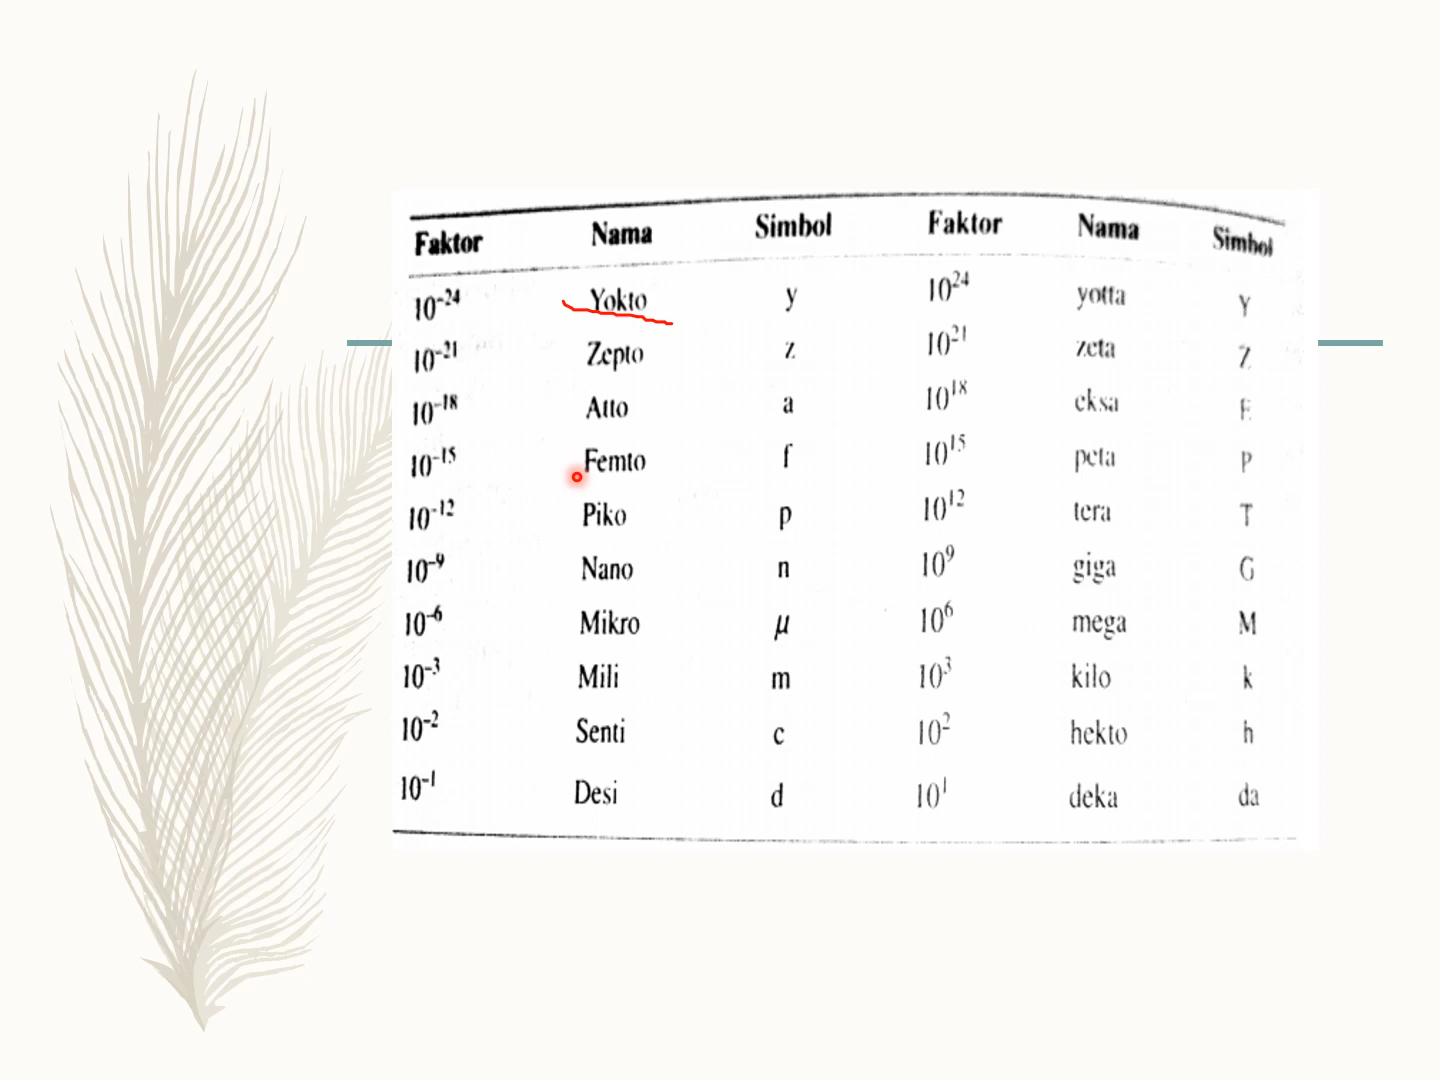 Faktor Nama Simbol Faktor Nama Simbol
10⁻²⁴ Yokto y 10²⁴ yotta Y
10⁻²¹ Zepto z 10²¹ zeta Z
10⁻¹⁸ Atto a 10¹⁸ eksa E
10⁻¹⁵ Femto f 10¹⁵ peta P
10⁻¹² Piko p 10¹² tera T
10⁻⁹ Nano n 10⁹ giga G
10⁻⁶ Mikro μ 10⁶ mega M
10⁻³ Mili m 10³ kilo k
10⁻² Senti c 10² hekto h
10⁻¹ Desi d 10¹ deka da